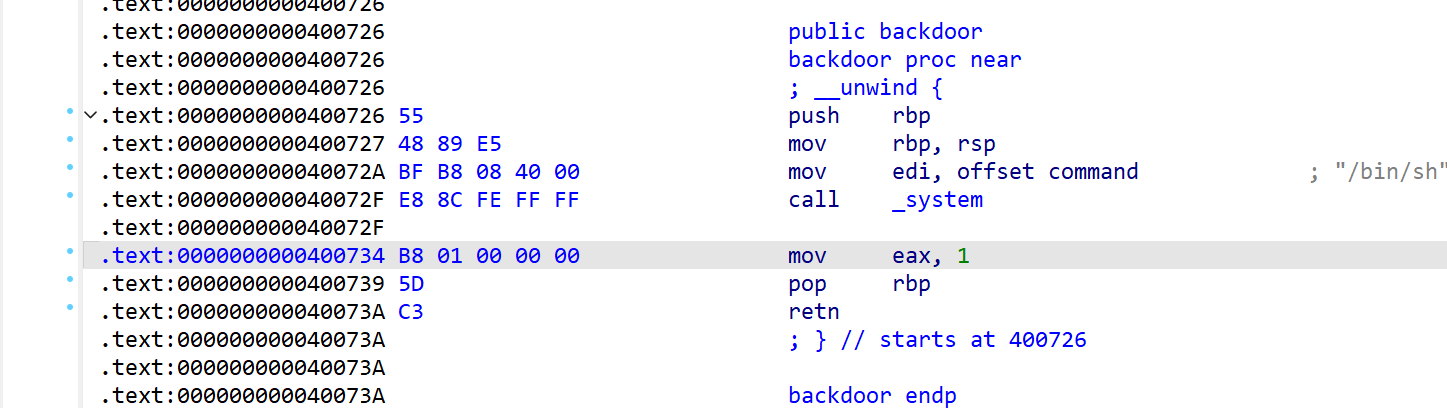 .text:0000000000400726
.text:0000000000400726 public backdoor
.text:0000000000400726 backdoor proc near
.text:0000000000400726 ; __unwind {
.text:0000000000400726 55 push rbp
.text:0000000000400727 48 89 E5 mov rbp, rsp
.text:000000000040072A BF B8 08 40 00 mov edi, offset command ; "/bin/sh"
.text:000000000040072F E8 8C FE FF FF call _system
.text:000000000040072F
.text:0000000000400734 B8 01 00 00 00 mov eax, 1
.text:0000000000400739 5D pop rbp
.text:000000000040073A C3 retn
.text:000000000040073A ; } // starts at 400726
.text:000000000040073A
.text:000000000040073A backdoor endp